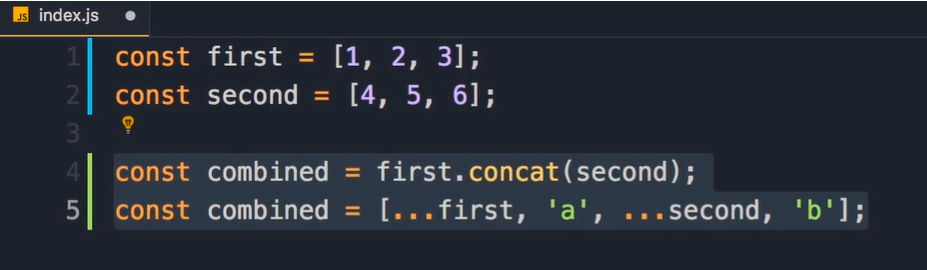 JS index.js
1 const first = [1, 2, 3];
2 const second = [4, 5, 6];
3
4 const combined = first.concat(second);
5 const combined = [...first, 'a', ...second, 'b'];